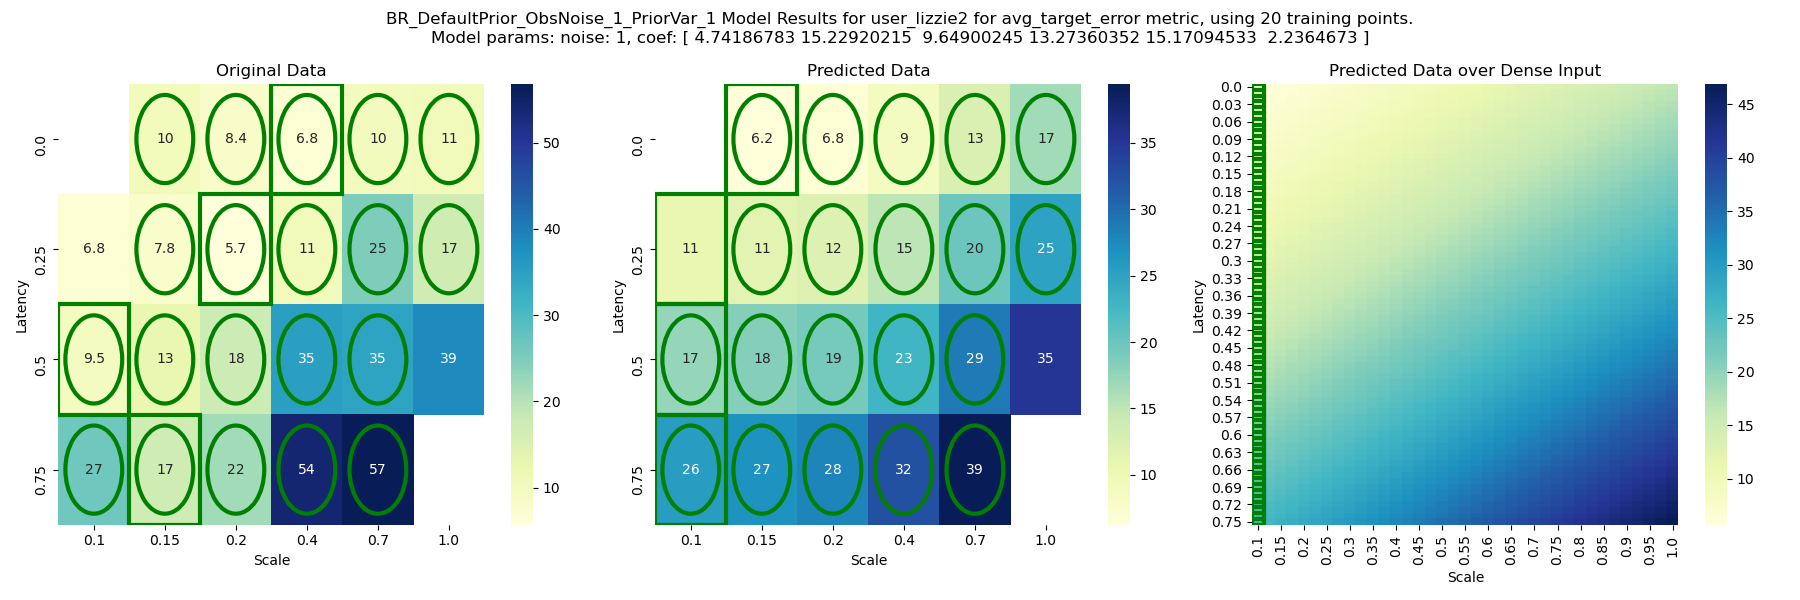 BR_DefaultPrior_ObsNoise_1_PriorVar_1 Model Results for user_lizzie2 for avg_target_error metric, using 20 training points.
Model params: noise: 1, coef: [ 4.74186783 15.22920215  9.64900245 13.27360352 15.17094533  2.2364673 ]
Original Data
0.0 10 8.4 6.8 10 11
0.25 6.8 7.8 5.7 11 25 17
0.5 9.5 13 18 35 35 39
0.75 27 17 22 54 57
0.1 0.15 0.2 0.4 0.7 1.0
Scale
Latency
50
40
30
20
10
Predicted Data
0.0 6.2 6.8 9 13 17
0.25 11 11 12 15 20 25
0.5 17 18 19 23 29 35
0.75 26 27 28 32 39
0.1 0.15 0.2 0.4 0.7 1.0
Scale
Latency
35
30
25
20
15
10
Predicted Data over Dense Input
0.0
0.03
0.06
0.09
0.12
0.15
0.18
0.21
0.24
0.27
0.3
0.33
0.36
0.39
0.42
0.45
0.48
0.51
0.54
0.57
0.6
0.63
0.66
0.69
0.72
0.75
0.1 0.15 0.2 0.25 0.3 0.35 0.4 0.45 0.5 0.55 0.6 0.65 0.7 0.75 0.8 0.85 0.9 0.95 1.0
Scale
Latency
45
40
35
30
25
20
15
10